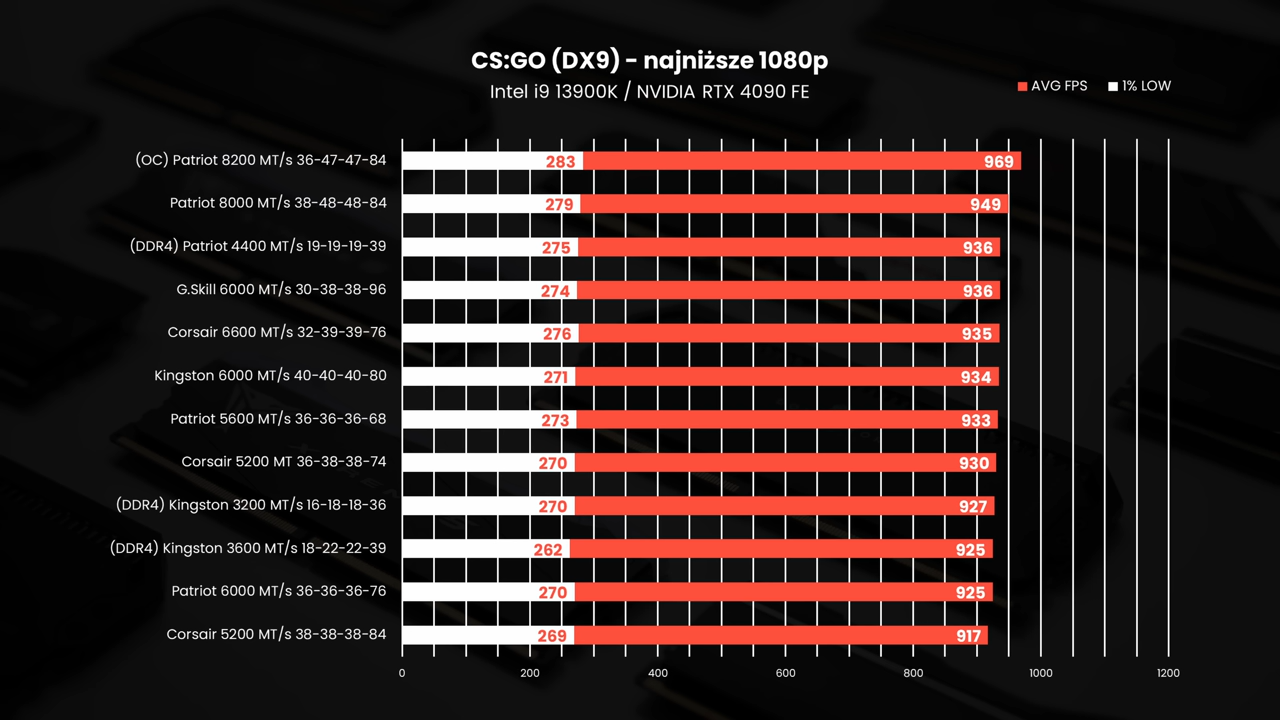 CS:GO (DX9) - najniższe 1080p
Intel i9 13900K / NVIDIA RTX 4090 FE
AVG FPS 1% LOW
(OC) Patriot 8200 MT/s 36-47-47-84 283 969
Patriot 8000 MT/s 38-48-48-84 279 949
(DDR4) Patriot 4400 MT/s 19-19-19-39 275 936
G.Skill 6000 MT/s 30-38-38-96 274 936
Corsair 6600 MT/s 32-39-39-76 276 935
Kingston 6000 MT/s 40-40-40-80 271 934
Patriot 5600 MT/s 36-36-36-68 273 933
Corsair 5200 MT 36-38-38-74 270 930
(DDR4) Kingston 3200 MT/s 16-18-18-36 270 927
(DDR4) Kingston 3600 MT/s 18-22-22-39 262 925
Patriot 6000 MT/s 36-36-36-76 270 925
Corsair 5200 MT/s 38-38-38-84 269 917
0 200 400 600 800 1000 1200